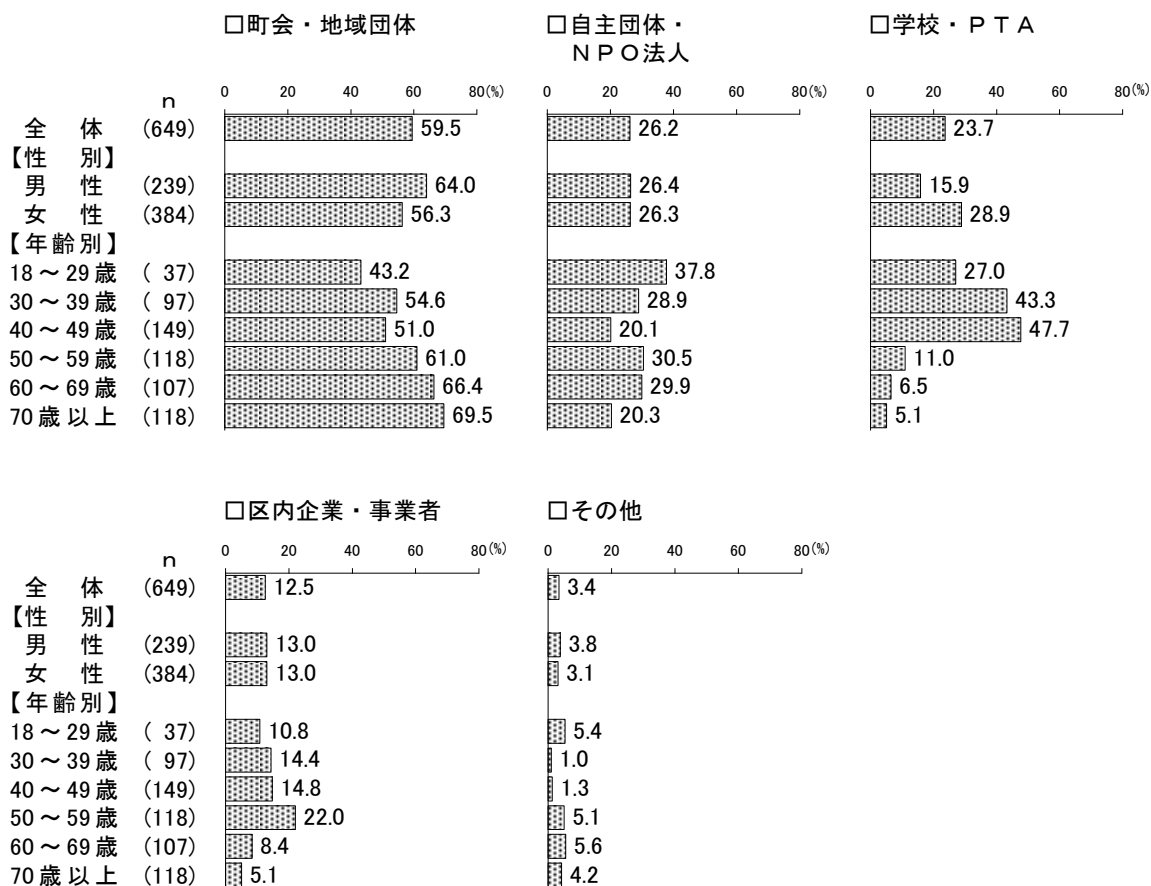 □町会・地域団体 □自主団体・ □学校・ＰＴＡ
ＮＰＯ法人
0 20 40 60 80(%) 0 20 40 60 80(%) 0 20 40 60 80(%)
n
全 体 (649) 59.5 26.2 23.7
【性 別】
男 性 (239) 64.0 26.4 15.9
女 性 (384) 56.3 26.3 28.9
【年齢別】
18～29歳 ( 37) 43.2 37.8 27.0
30～39歳 ( 97) 54.6 28.9 43.3
40～49歳 (149) 51.0 20.1 47.7
50～59歳 (118) 61.0 30.5 11.0
60～69歳 (107) 66.4 29.9 6.5
70歳以上 (118) 69.5 20.3 5.1
□区内企業・事業者 □その他
0 20 40 60 80(%) 0 20 40 60 80(%)
n
全 体 (649) 12.5 3.4
【性 別】
男 性 (239) 13.0 3.8
女 性 (384) 13.0 3.1
【年齢別】
18～29歳 ( 37) 10.8 5.4
30～39歳 ( 97) 14.4 1.0
40～49歳 (149) 14.8 1.3
50～59歳 (118) 22.0 5.1
60～69歳 (107) 8.4 5.6
70歳以上 (118) 5.1 4.2